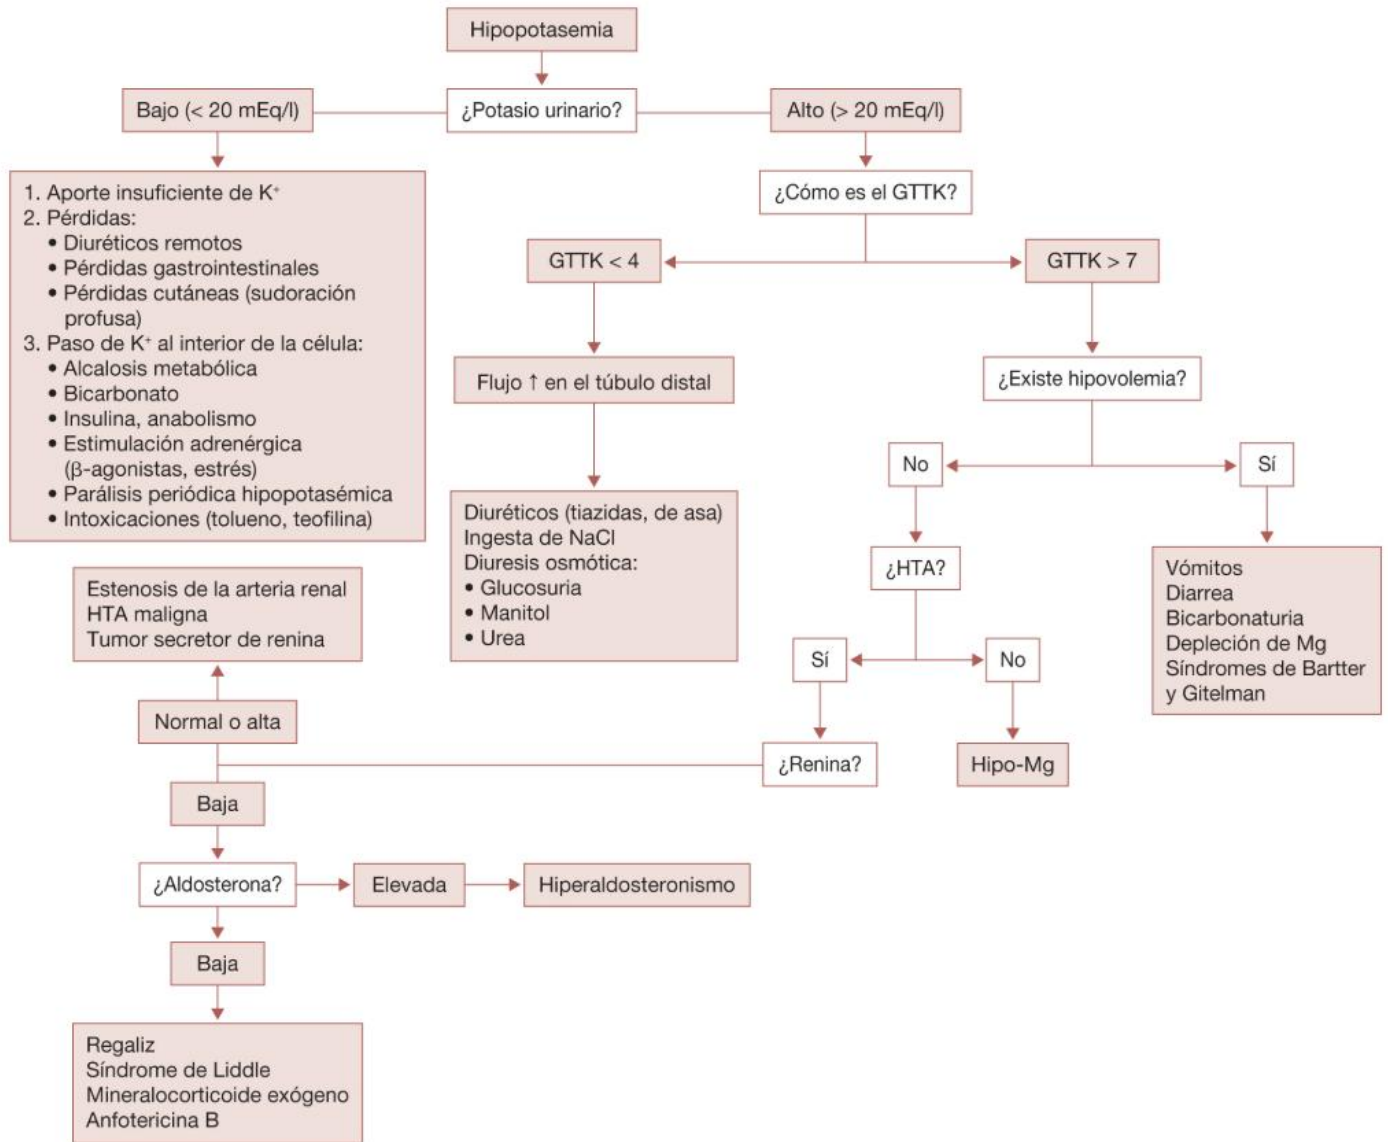 Hipopotasemia
Bajo (< 20 mEq/l)
¿Potasio urinario?
Alto (> 20 mEq/l)
1. Aporte insuficiente de K⁺
2. Pérdidas:
• Diuréticos remotos
• Pérdidas gastrointestinales
• Pérdidas cutáneas (sudoración
profusa)
3. Paso de K⁺ al interior de la célula:
• Alcalosis metabólica
• Bicarbonato
• Insulina, anabolismo
• Estimulación adrenérgica
(β-agonistas, estrés)
• Parálisis periódica hipopotasémica
• Intoxicaciones (tolueno, teofilina)
¿Cómo es el GTTK?
GTTK < 4
GTTK > 7
Flujo ↑ en el túbulo distal
¿Existe hipovolemia?
No
Sí
Diuréticos (tiazidas, de asa)
Ingesta de NaCl
Diuresis osmótica:
• Glucosuria
• Manitol
• Urea
¿HTA?
Vómitos
Diarrea
Bicarbonaturia
Depleción de Mg
Síndromes de Bartter
y Gitelman
Sí
No
¿Renina?
Hipo-Mg
Estenosis de la arteria renal
HTA maligna
Tumor secretor de renina
Normal o alta
Baja
¿Aldosterona?
Elevada
Hiperaldosteronismo
Baja
Regaliz
Síndrome de Liddle
Mineralocorticoide exógeno
Anfotericina B